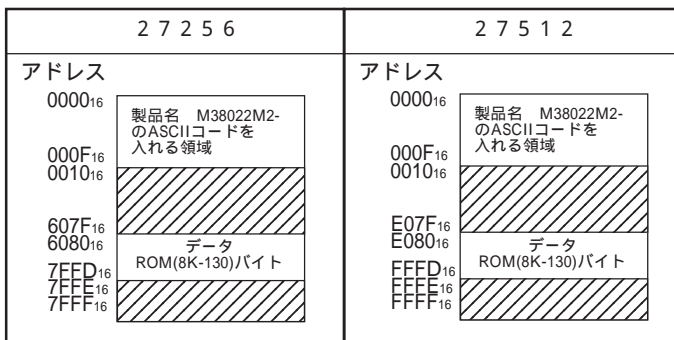 27256
アドレス
0000₁₆
製品名 M38022M2-
のASCIIコードを
入れる領域
000F₁₆
0010₁₆
607F₁₆
6080₁₆
データ
ROM(8K-130)バイト
7FFD₁₆
7FFE₁₆
7FFF₁₆
27512
アドレス
0000₁₆
製品名 M38022M2-
のASCIIコードを
入れる領域
000F₁₆
0010₁₆
E07F₁₆
E080₁₆
データ
ROM(8K-130)バイト
FFFD₁₆
FFFE₁₆
FFFF₁₆